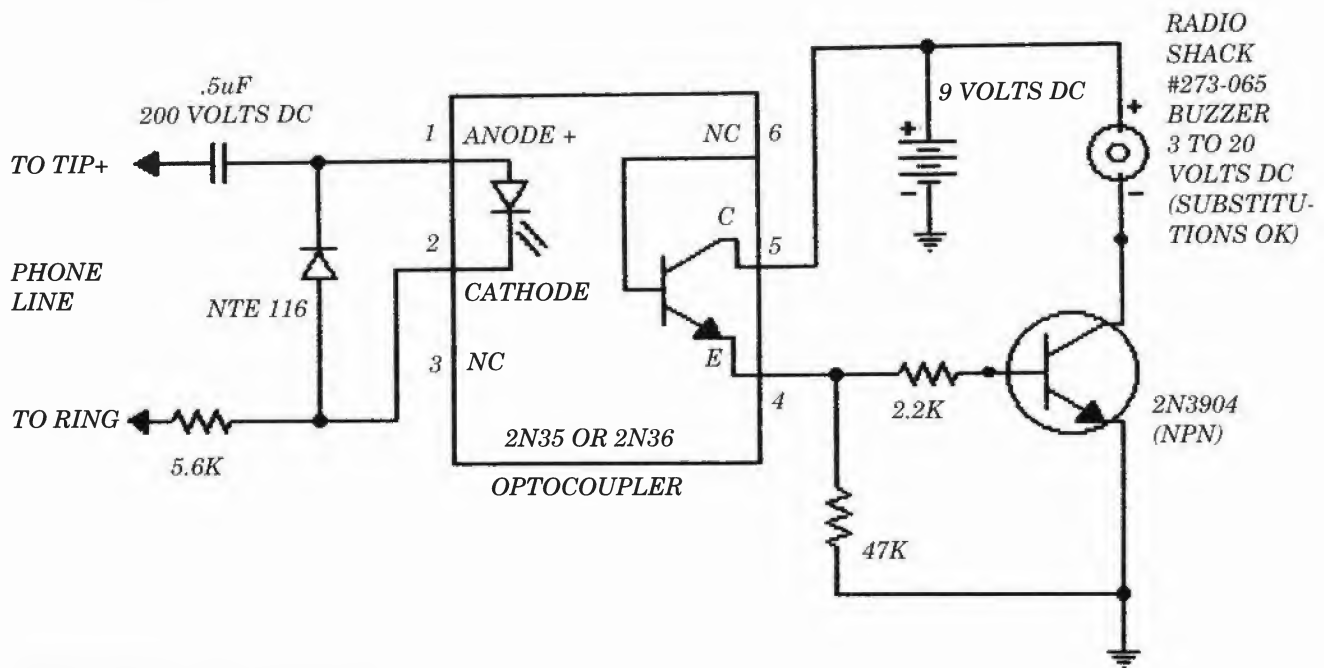 .5uF
200 VOLTS DC
TO TIP+
PHONE
LINE
NTE 116
TO RING
5.6K
1
ANODE +
2
CATHODE
3
NC
NC
6
C
5
E
4
2N35 OR 2N36
OPTOCOUPLER
9 VOLTS DC
+
-
2.2K
47K
RADIO
SHACK
#273-065
BUZZER
3 TO 20
VOLTS DC
(SUBSTITU-
TIONS OK)
+
-
2N3904
(NPN)